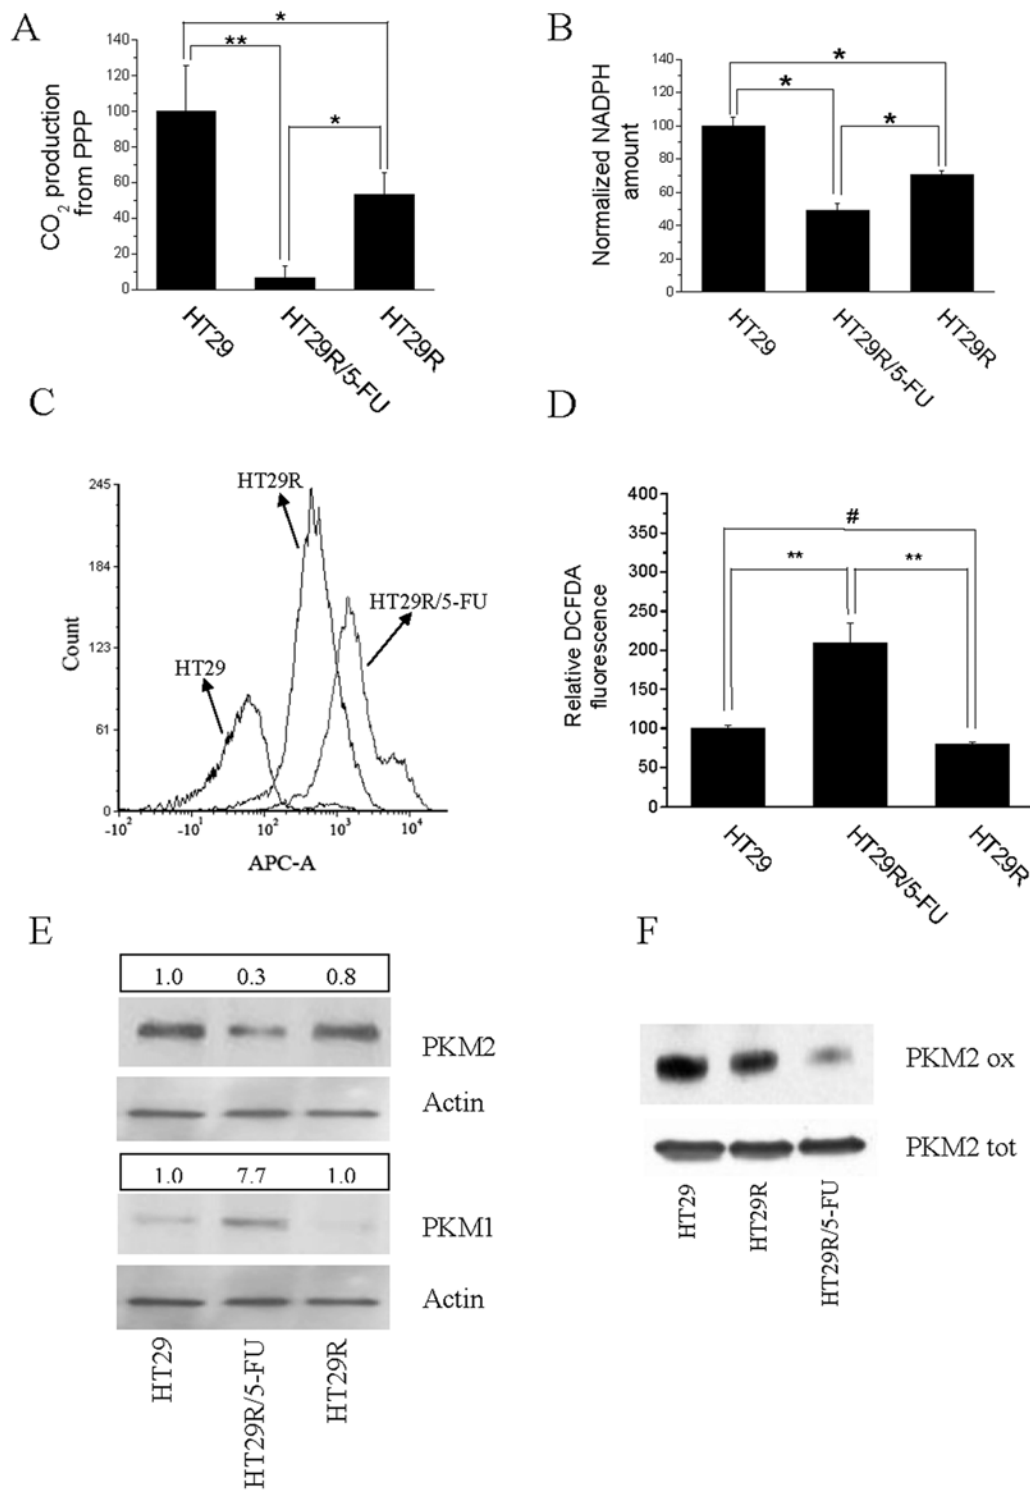 A
CO2 production
from PPP
140
120
100
80
60
40
20
0
*
**
*
HT29
HT29R/5-FU
HT29R
B
Normalized NADPH
amount
140
120
100
80
60
40
20
0
*
*
*
HT29
HT29R/5-FU
HT29R
C
Count
245
184
123
61
0
HT29R
HT29R/5-FU
HT29
-10^2
-10^1
10^2
10^3
10^4
APC-A
D
Relative DCFDA
fluorescence
400
350
300
250
200
150
100
50
0
#
**
**
HT29
HT29R/5-FU
HT29R
E
1.0 0.3 0.8
PKM2
Actin
1.0 7.7 1.0
PKM1
Actin
HT29
HT29R/5-FU
HT29R
F
PKM2 ox
PKM2 tot
HT29
HT29R
HT29R/5-FU